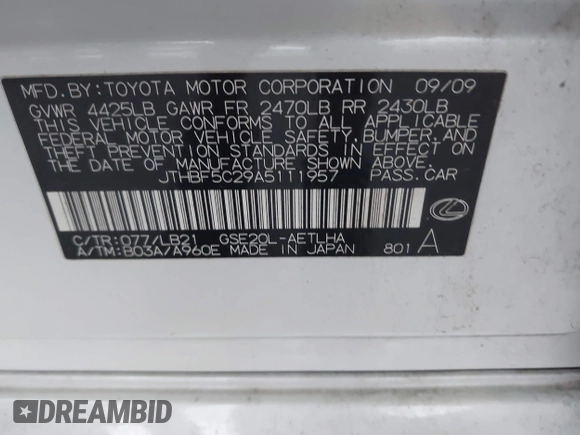 MFD.BY:TOYOTA MOTOR CORPORATION 09/09
GVWR 4425LB GAWR FR 2470LB RR 2430LB
THIS VEHICLE CONFORMS TO ALL APPLICABLE
FEDERAL MOTOR VEHICLE SAFETY, BUMPER, AND
THEFT PREVENTION STANDARDS IN EFFECT ON
THE DATE OF MANUFACTURE SHOWN ABOVE.
JTHBF5C29A5111957 PASS.CAR
C/TR:077/LB21 GSE20L-AETLHA
A/TM:B03A/A960E MADE IN JAPAN 801 A
DREAMBID